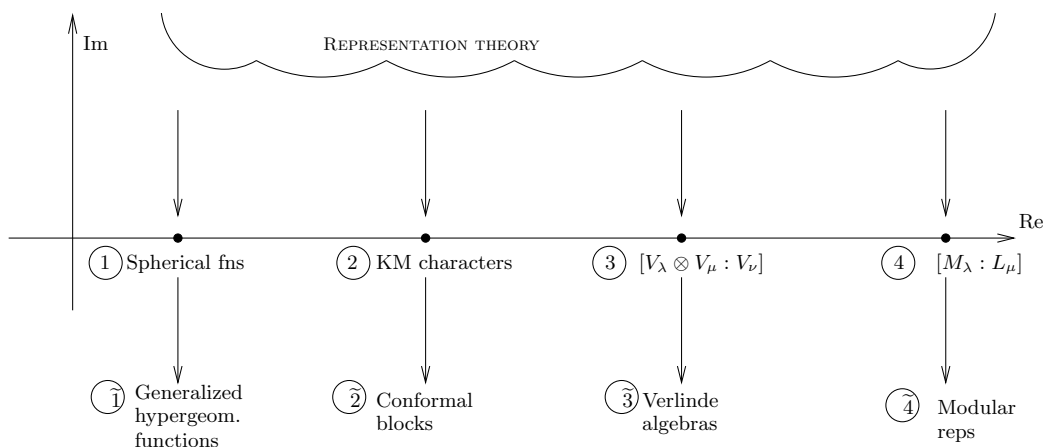 Im
REPRESENTATION THEORY
Re
1 Spherical fns
2 KM characters
3 [V_λ ⊗ V_μ : V_ν]
4 [M_λ : L_μ]
1̃ Generalized
hypergeom.
functions
2̃ Conformal
blocks
3̃ Verlinde
algebras
4̃ Modular
reps